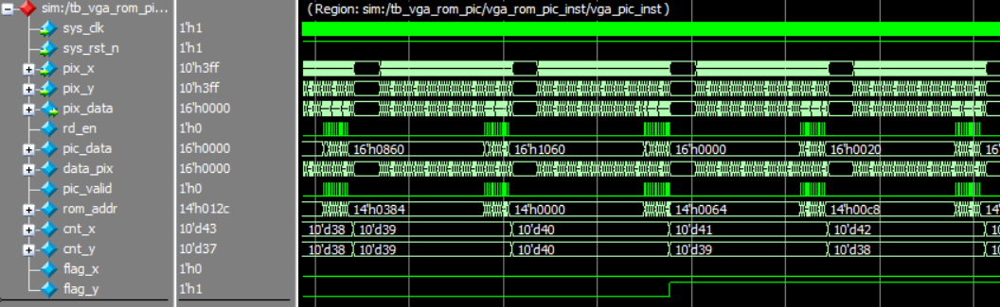 sim:/tb_vga_rom_pi... (Region: sim:/tb_vga_rom_pic/vga_rom_pic_inst/vga_pic_inst )
sys_clk 1'h1
sys_rst_n 1'h1
pix_x 10'h3ff
pix_y 10'h3ff
pix_data 16'h0000
rd_en 1'h0
pic_data 16'h0000 16'h0860 16'h1060 16'h0000 16'h0020 16'
data_pix 16'h0000
pic_valid 1'h0
rom_addr 14'h012c 14'h0384 14'h0000 14'h0064 14'h00c8 14'
cnt_x 10'd43 10'd38 10'd39 10'd40 10'd41 10'd42 10
cnt_y 10'd37 10'd38 10'd39 10'd40 10'd39 10'd38 10
flag_x 1'h0
flag_y 1'h1